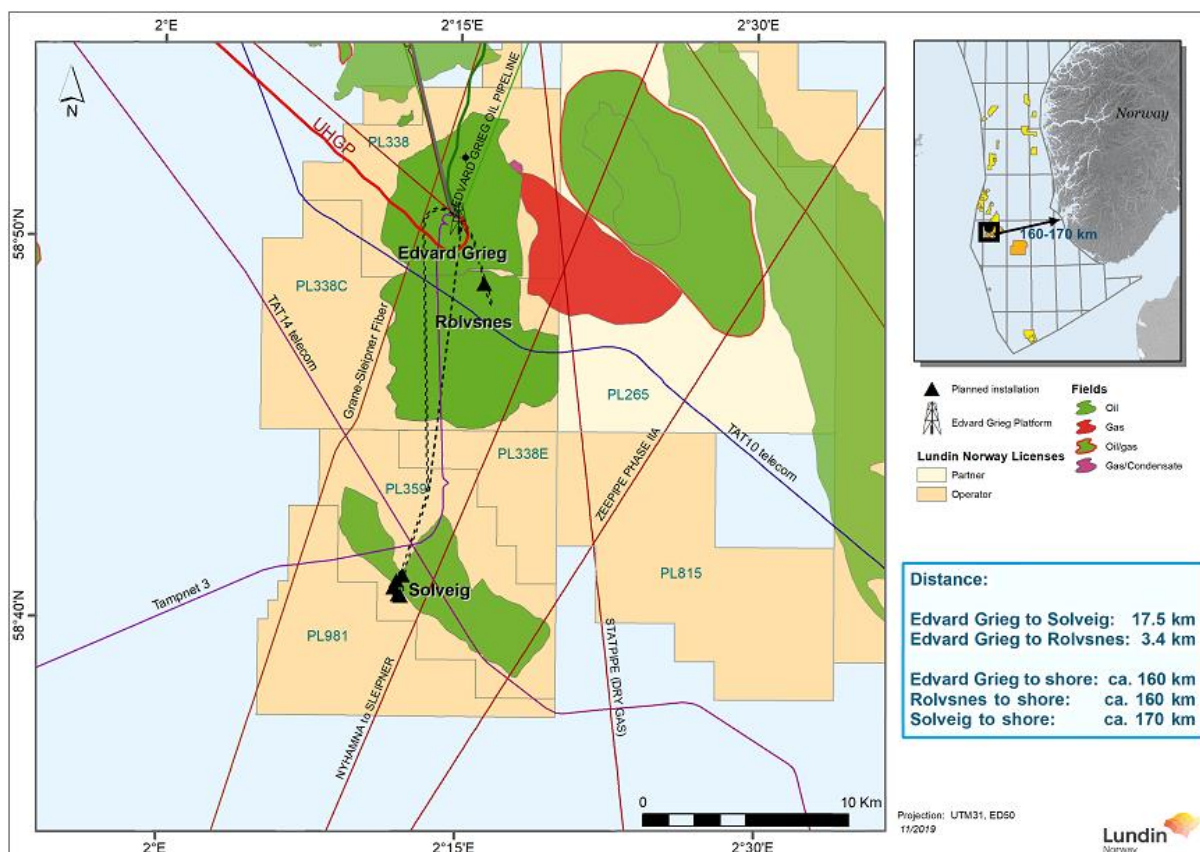 2°E 2°15'E 2°30'E
N
UHGP
PL338
EDVARD GRIEG OIL PIPELINE
58°50'N
Edvard Grieg
PL338C
Rolvsnes
TAT14 telecom
Grane-Sleipner Fiber
PL265
TAT10 telecom
PL338E
PL359
ZEEPIPE PHASE IIA
PL815
Solveig
Tampnet 3
58°40'N
PL981
NYHAMNA to SLEIPNER
STATPIPE (DRY GAS)
0 10 Km
2°E 2°15'E 2°30'E
Norway
160-170 km
Planned installation
Edvard Grieg Platform
Lundin Norway Licenses
Partner
Operator
Fields
Oil
Gas
Oil/gas
Gas/Condensate
Distance:
Edvard Grieg to Solveig: 17.5 km
Edvard Grieg to Rolvsnes: 3.4 km
Edvard Grieg to shore: ca. 160 km
Rolvsnes to shore: ca. 160 km
Solveig to shore: ca. 170 km
Projection: UTM31, ED50
11/2019
Lundin
Norway